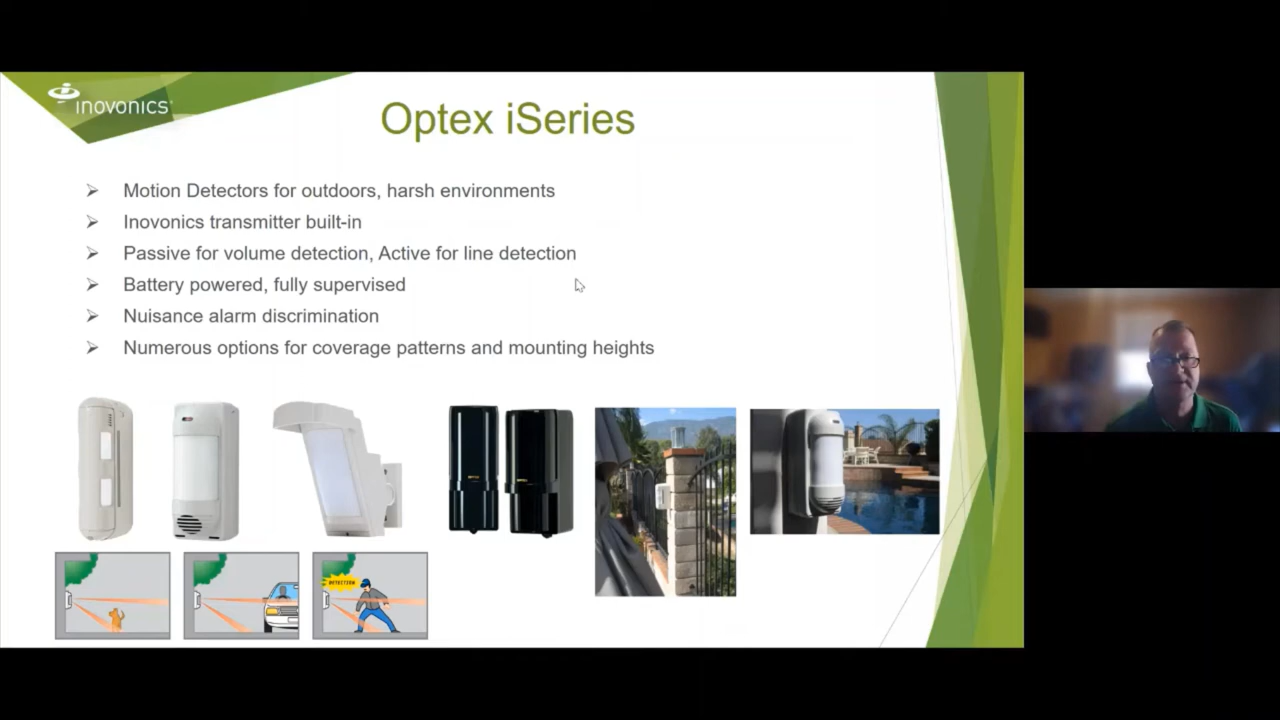 inovonics
Optex iSeries
Motion Detectors for outdoors, harsh environments
Inovonics transmitter built-in
Passive for volume detection, Active for line detection
Battery powered, fully supervised
Nuisance alarm discrimination
Numerous options for coverage patterns and mounting heights
DETECTION